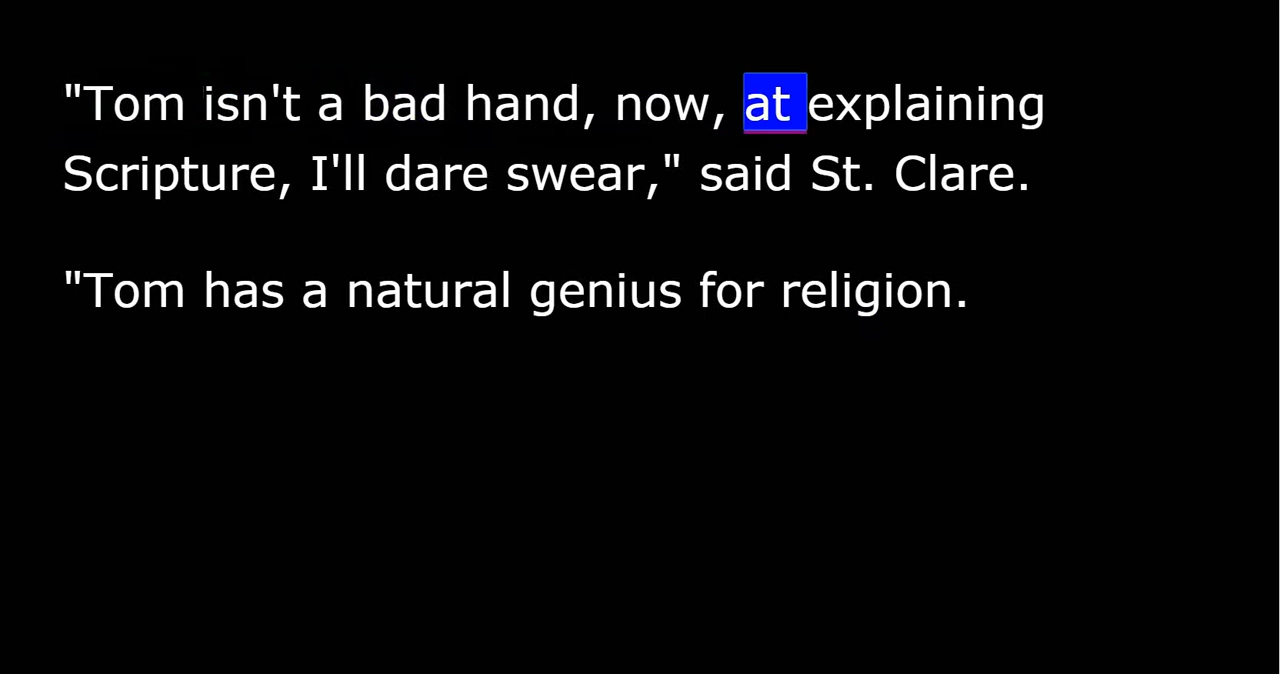 "Tom isn't a bad hand, now, at explaining
Scripture, I'll dare swear," said St. Clare.
"Tom has a natural genius for religion.